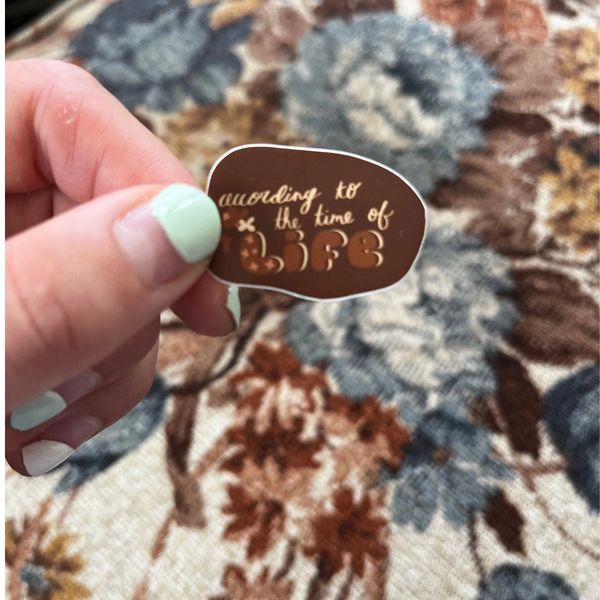 according to
the time of
LiFe